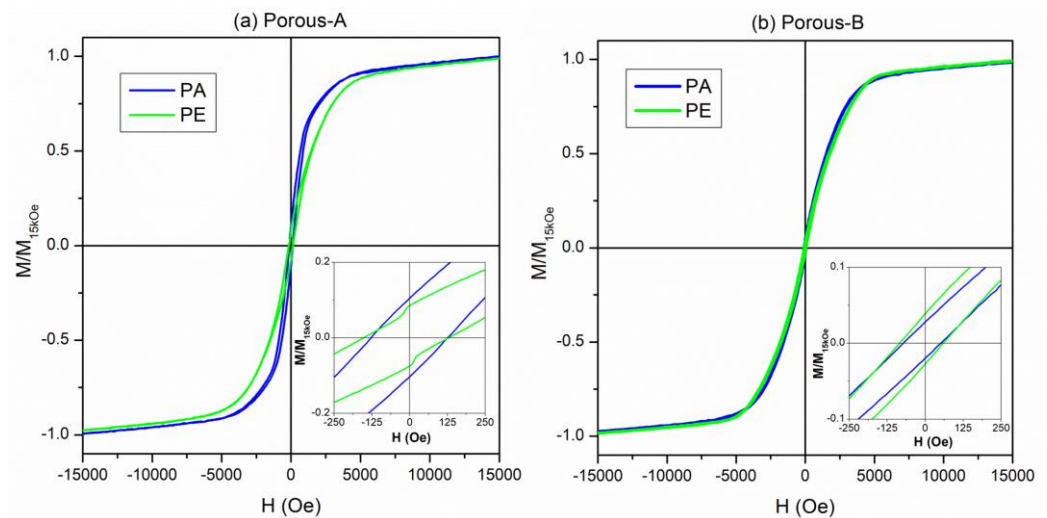 (a) Porous-A
1.0
0.5
0.0
-0.5
-1.0
M/M15kOe
PA
PE
-15000 -10000 -5000 0 5000 10000 15000
H (Oe)
0.2
0.0
-0.2
M/M15kOe
-250 -125 0 125 250
H (Oe)
(b) Porous-B
1.0
0.5
0.0
-0.5
-1.0
M/M15kOe
PA
PE
-15000 -10000 -5000 0 5000 10000 15000
H (Oe)
0.1
0.0
-0.1
M/M15kOe
-250 -125 0 125 250
H (Oe)